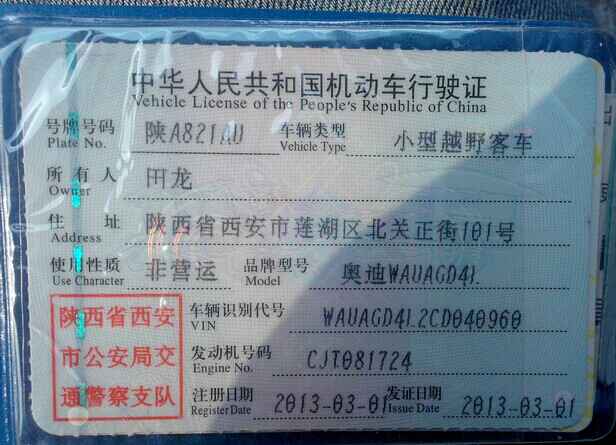 中华人民共和国机动车行驶证
Vehicle License of the People's Republic of China
号牌号码 陕A821AU 车辆类型 小型越野客车
Plate No. Vehicle Type
所有人 田龙
Owner
住址 陕西省西安市莲湖区北关正街101号
Address
使用性质 非营运 品牌型号 奥迪WAUAGD4L
Use Character Model
陕西省西安
市公安局交
通警察支队
车辆识别代号 WAUAGD4L2CD040960
VIN
发动机号码 CJT081724
Engine No.
注册日期 2013-03-01 发证日期 2013-03-01
Register Date Issue Date